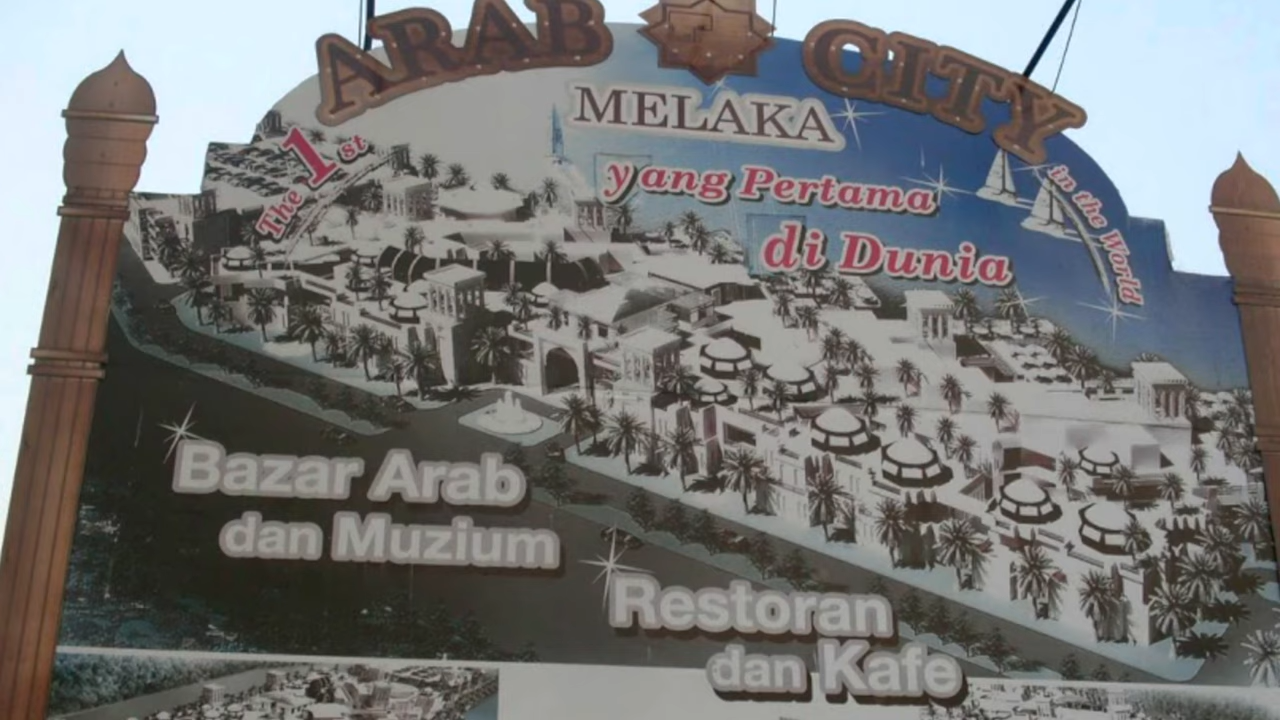 ARAB CITY
MELAKA
The 1st
yang Pertama
di Dunia
in the World
Bazar Arab
dan Muzium
Restoran
dan Kafe